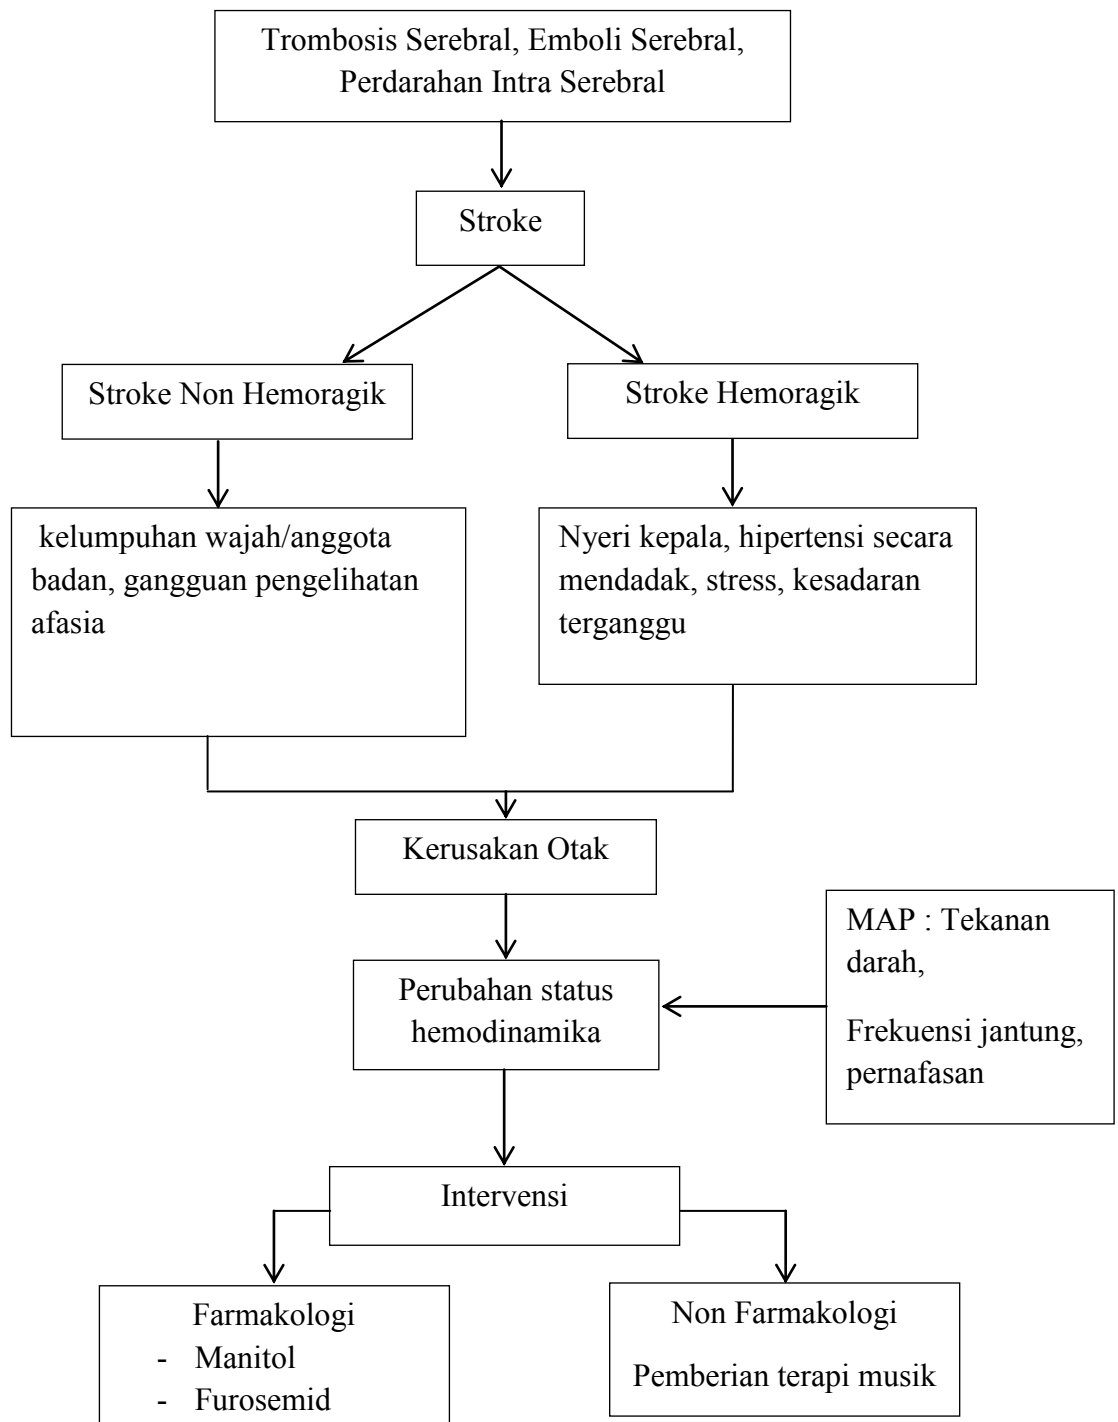 Trombosis Serebral, Emboli Serebral,
Perdarahan Intra Serebral
Stroke
Stroke Non Hemoragik
Stroke Hemoragik
kelumpuhan wajah/anggota
badan, gangguan pengelihatan
afasia
Nyeri kepala, hipertensi secara
mendadak, stress, kesadaran
terganggu
Kerusakan Otak
MAP : Tekanan
darah,
Frekuensi jantung,
pernafasan
Perubahan status
hemodinamika
Intervensi
Farmakologi
- Manitol
- Furosemid
Non Farmakologi
Pemberian terapi musik